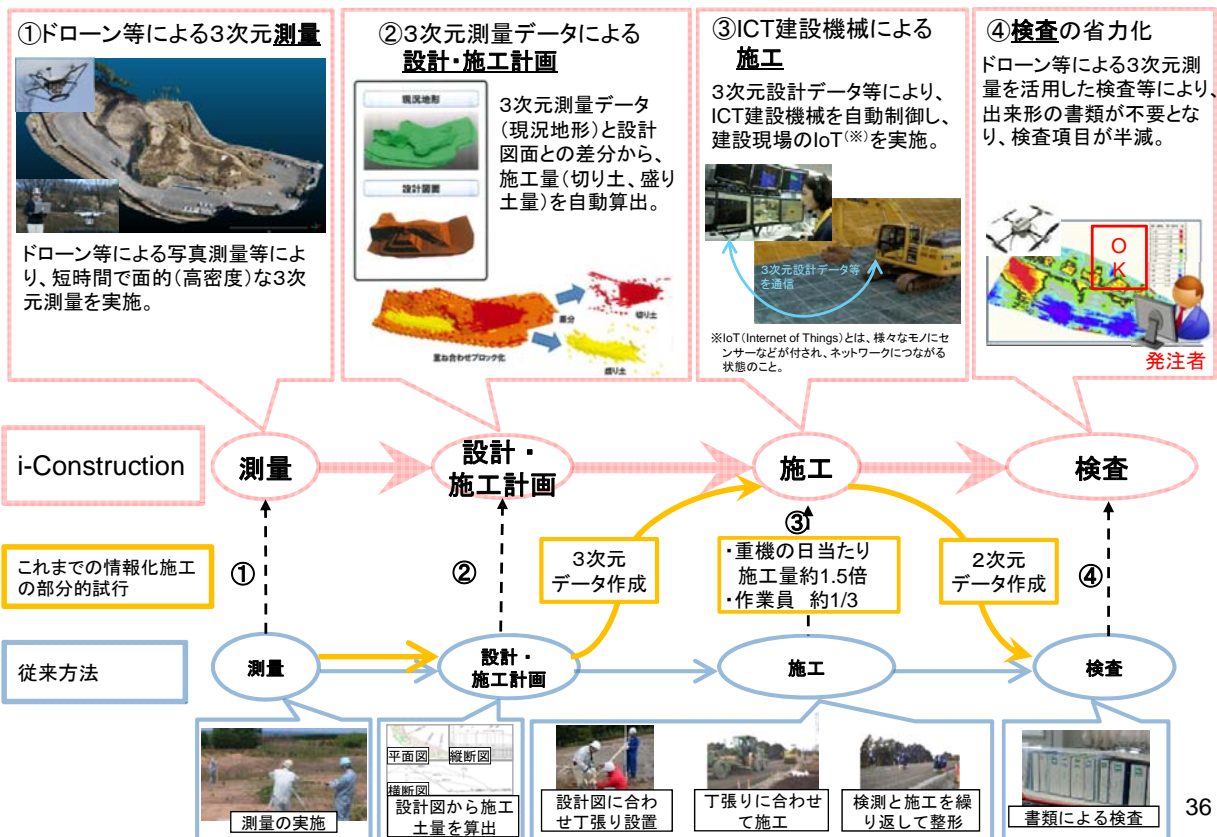 ①ドローン等による3次元測量
ドローン等による写真測量等によ
り、短時間で面的(高密度)な3次
元測量を実施。
②3次元測量データによる
設計・施工計画
現況地形
設計図面
3次元測量データ
(現況地形)と設計
図面との差分から、
施工量(切り土、盛り
土量)を自動算出。
差分
切り土
重ね合わせブロック化
盛り土
③ICT建設機械による
施工
3次元設計データ等により、
ICT建設機械を自動制御し、
建設現場のIoT(※)を実施。
3次元設計データ等
を通信
※IoT(Internet of Things)とは、様々なモノにセ
ンサーなどが付され、ネットワークにつながる
状態のこと。
④検査の省力化
ドローン等による3次元測
量を活用した検査等により、
出来形の書類が不要とな
り、検査項目が半減。
O
K
発注者
i-Construction
測量
設計・
施工計画
施工
検査
これまでの情報化施工
の部分的試行
①
②
3次元
データ作成
③
・重機の日当たり
施工量約1.5倍
・作業員 約1/3
2次元
データ作成
④
従来方法
測量
設計・
施工計画
施工
検査
測量の実施
平面図
縦断図
横断図
設計図から施工
土量を算出
設計図に合わ
せ丁張り設置
丁張りに合わせ
て施工
検測と施工を繰
り返して整形
書類による検査
36